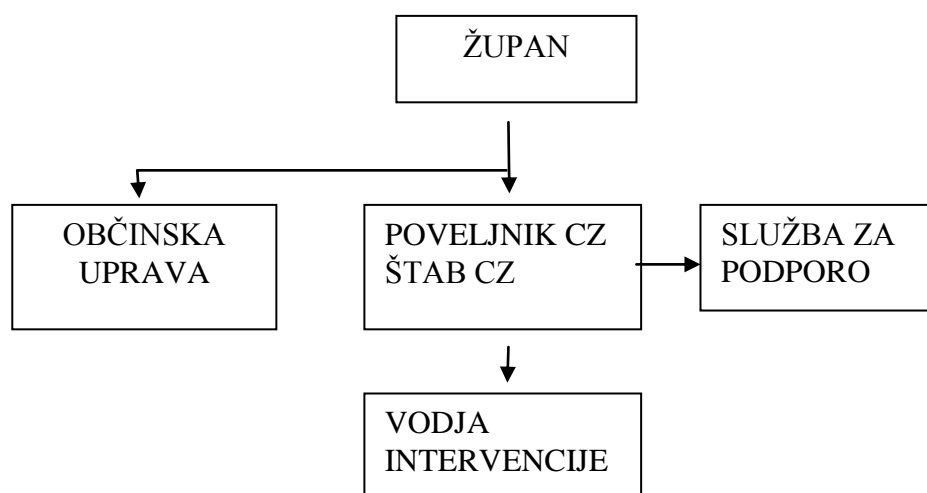 ŽUPAN
OBČINSKA
UPRAVA
POVELJNIK CZ
ŠTAB CZ
SLUŽBA ZA
PODPORO
VODJA
INTERVENCIJE